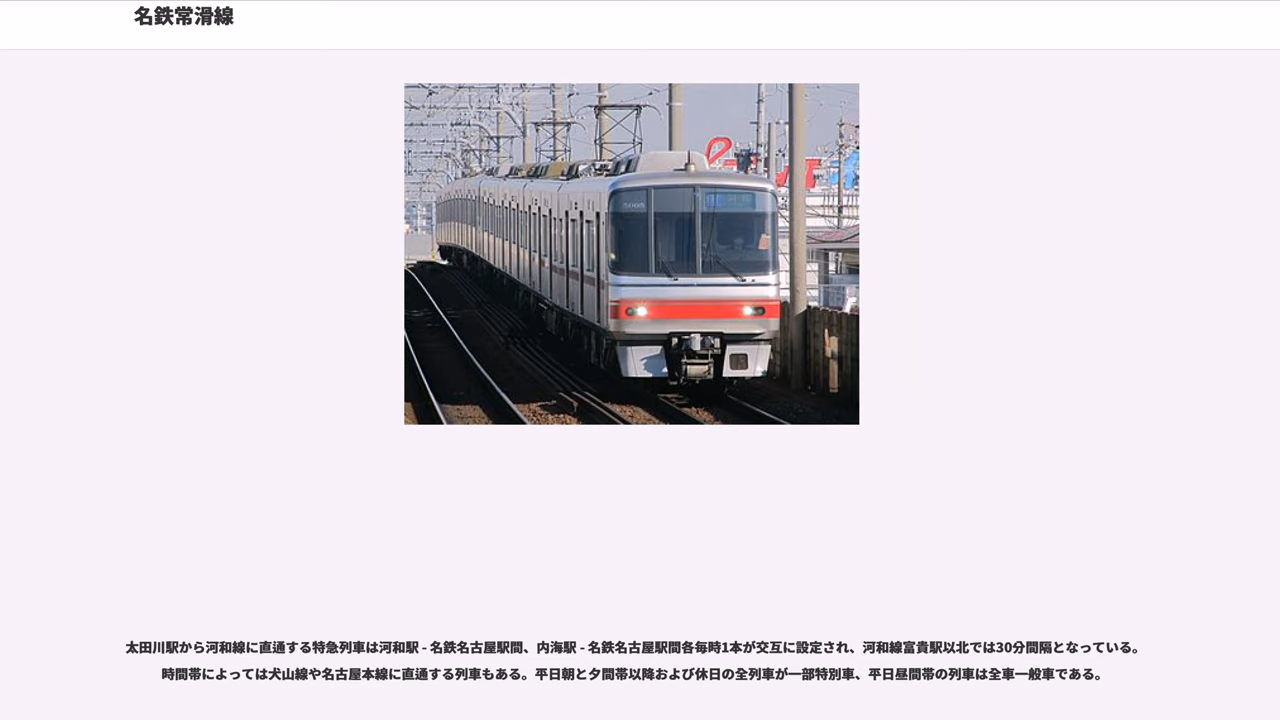 名鉄常滑線
太田川駅から河和線に直通する特急列車は河和駅 - 名鉄名古屋駅間、内海駅 - 名鉄名古屋駅間各毎時1本が交互に設定され、河和線富貴駅以北では30分間隔となっている。
時間帯によっては犬山線や名古屋本線に直通する列車もある。平日朝と夕間帯以降および休日の全列車が一部特別車、平日昼間帯の列車は全車一般車である。